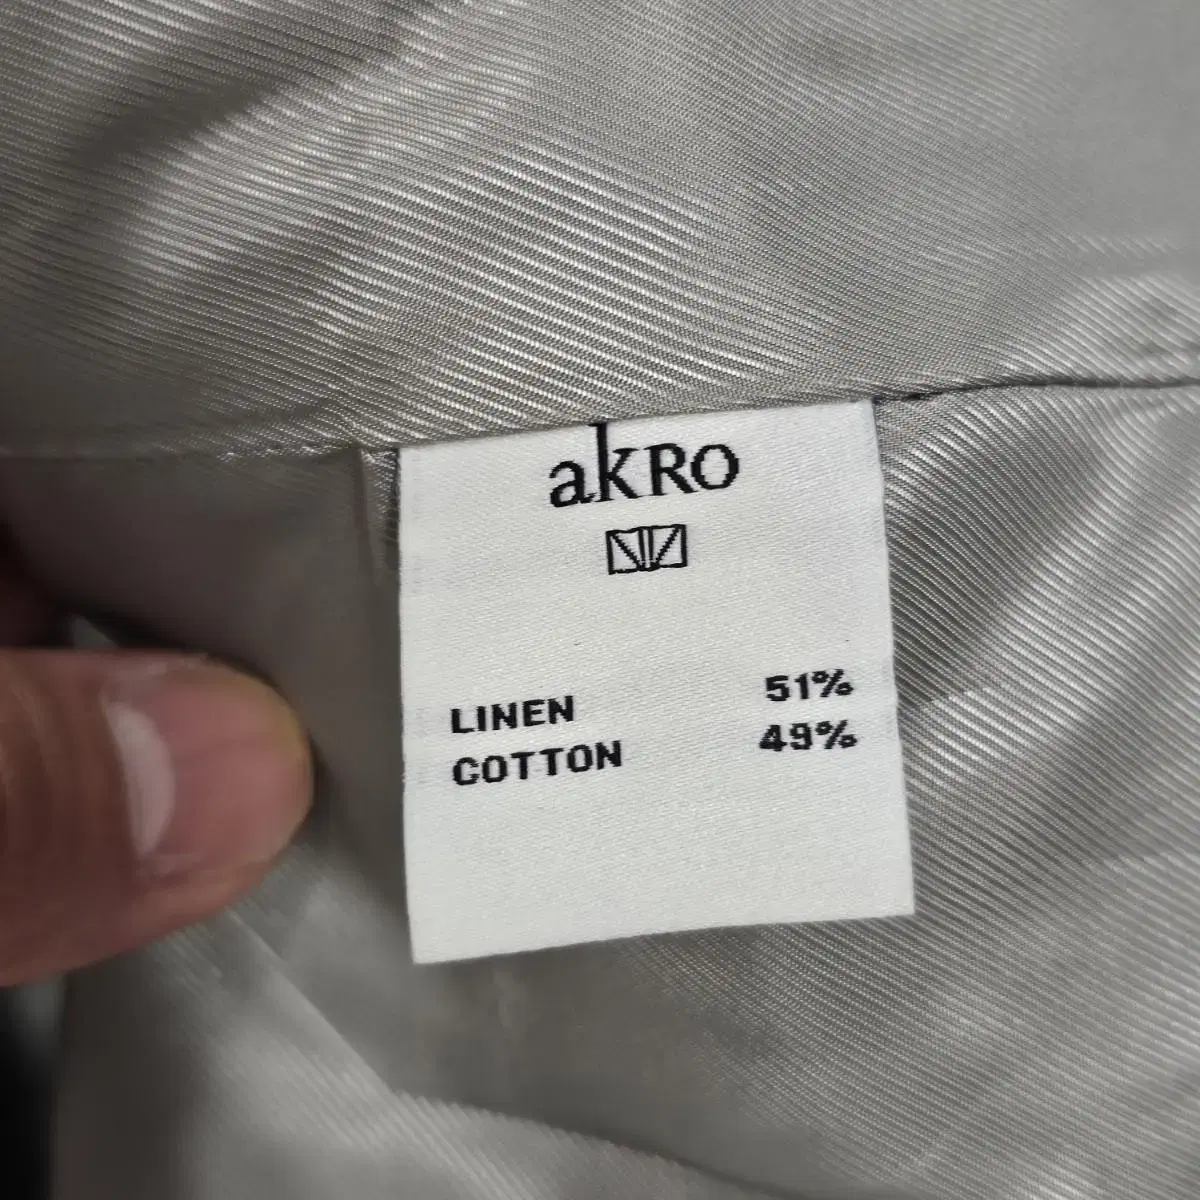 akRO
LINEN 51%
COTTON 49%